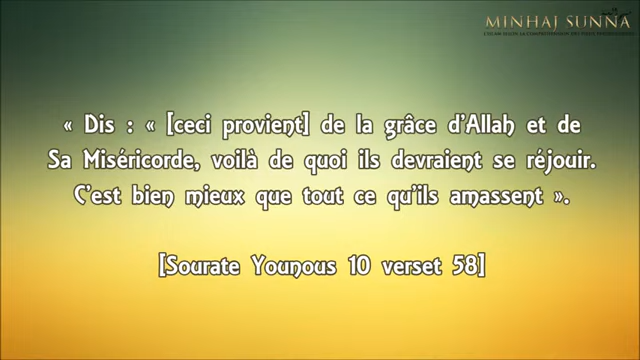 MINHAJ SUNNA
« Dis : « [ceci provient] de la grâce d'Allah et de
Sa Miséricorde, voilà de quoi ils devraient se réjouir.
C'est bien mieux que tout ce qu'ils amassent ».
[Sourate Younous 10 verset 58]